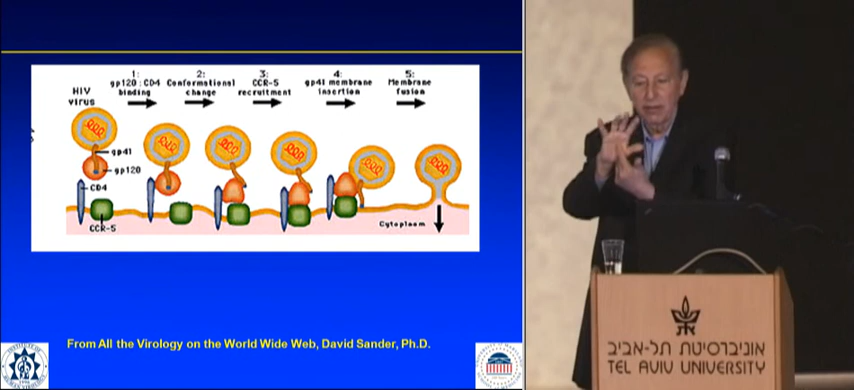 1:
gp120:CD4
binding
2:
Conformational
change
3:
CCR-5
recruitment
4:
gp41 membrane
insertion
5:
Membrane
fusion
HIV
virus
gp41
gp120
CD4
CCR-5
Cytoplasm
From All the Virology on the World Wide Web, David Sander, Ph.D.
אוניברסיטת תל-אביב
TEL AVIV UNIVERSITY